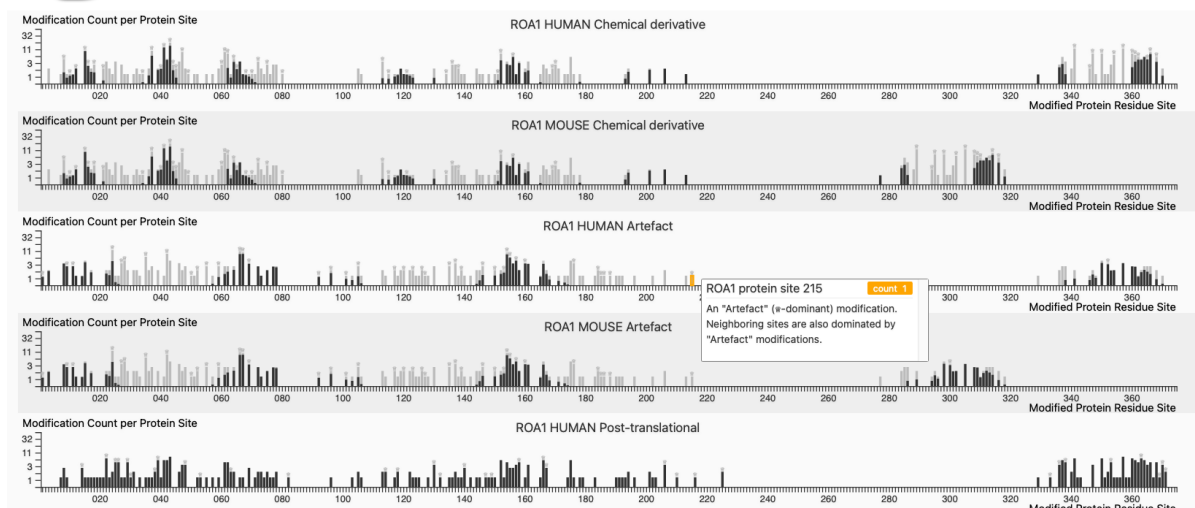 Modification Count per Protein Site
ROA1 HUMAN Chemical derivative
32
11
3
1
020 040 060 080 100 120 140 160 180 200 220 240 260 280 300 320 340 360
Modified Protein Residue Site
Modification Count per Protein Site
ROA1 MOUSE Chemical derivative
32
11
3
1
020 040 060 080 100 120 140 160 180 200 220 240 260 280 300 320 340 360
Modified Protein Residue Site
Modification Count per Protein Site
ROA1 HUMAN Artefact
32
11
3
1
020 040 060 080 100 120 140 160 180 200 240 260 280 300 320 340 360
Modified Protein Residue Site
ROA1 protein site 215 count 1
An "Artefact" (♛-dominant) modification.
Neighboring sites are also dominated by
"Artefact" modifications.
Modification Count per Protein Site
ROA1 MOUSE Artefact
32
11
3
1
020 040 060 080 100 120 140 160 180 200 220 240 260 280 300 320 340 360
Modified Protein Residue Site
Modification Count per Protein Site
ROA1 HUMAN Post-translational
32
11
3
1
020 040 060 080 100 120 140 160 180 200 220 240 260 280 300 320 340 360
Modified Protein Residue Site